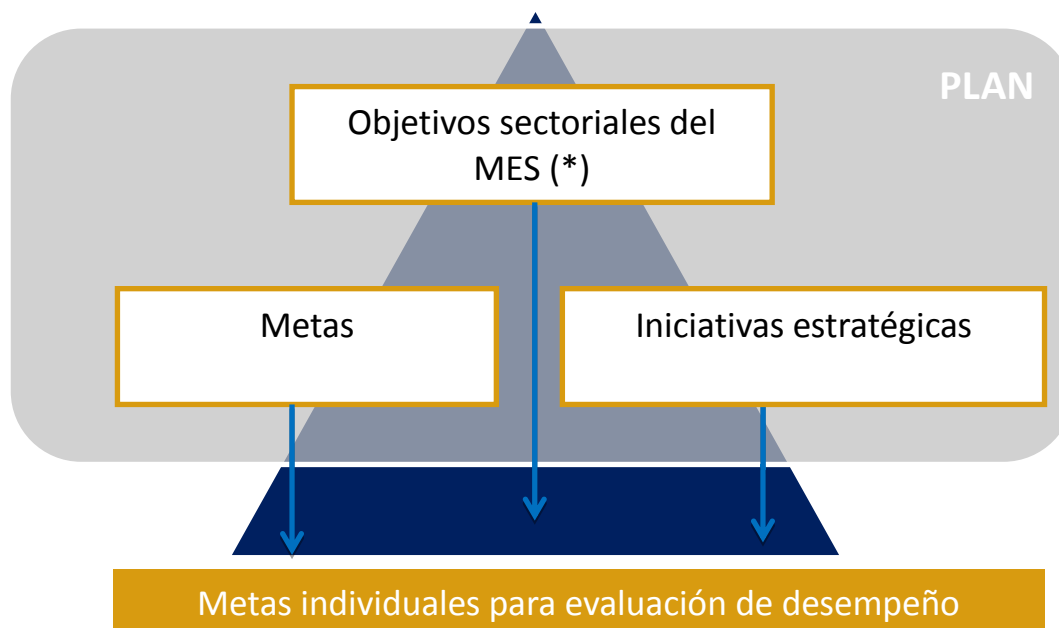 PLAN
Objetivos sectoriales del
MES (*)
Metas
Iniciativas estratégicas
Metas individuales para evaluación de desempeño